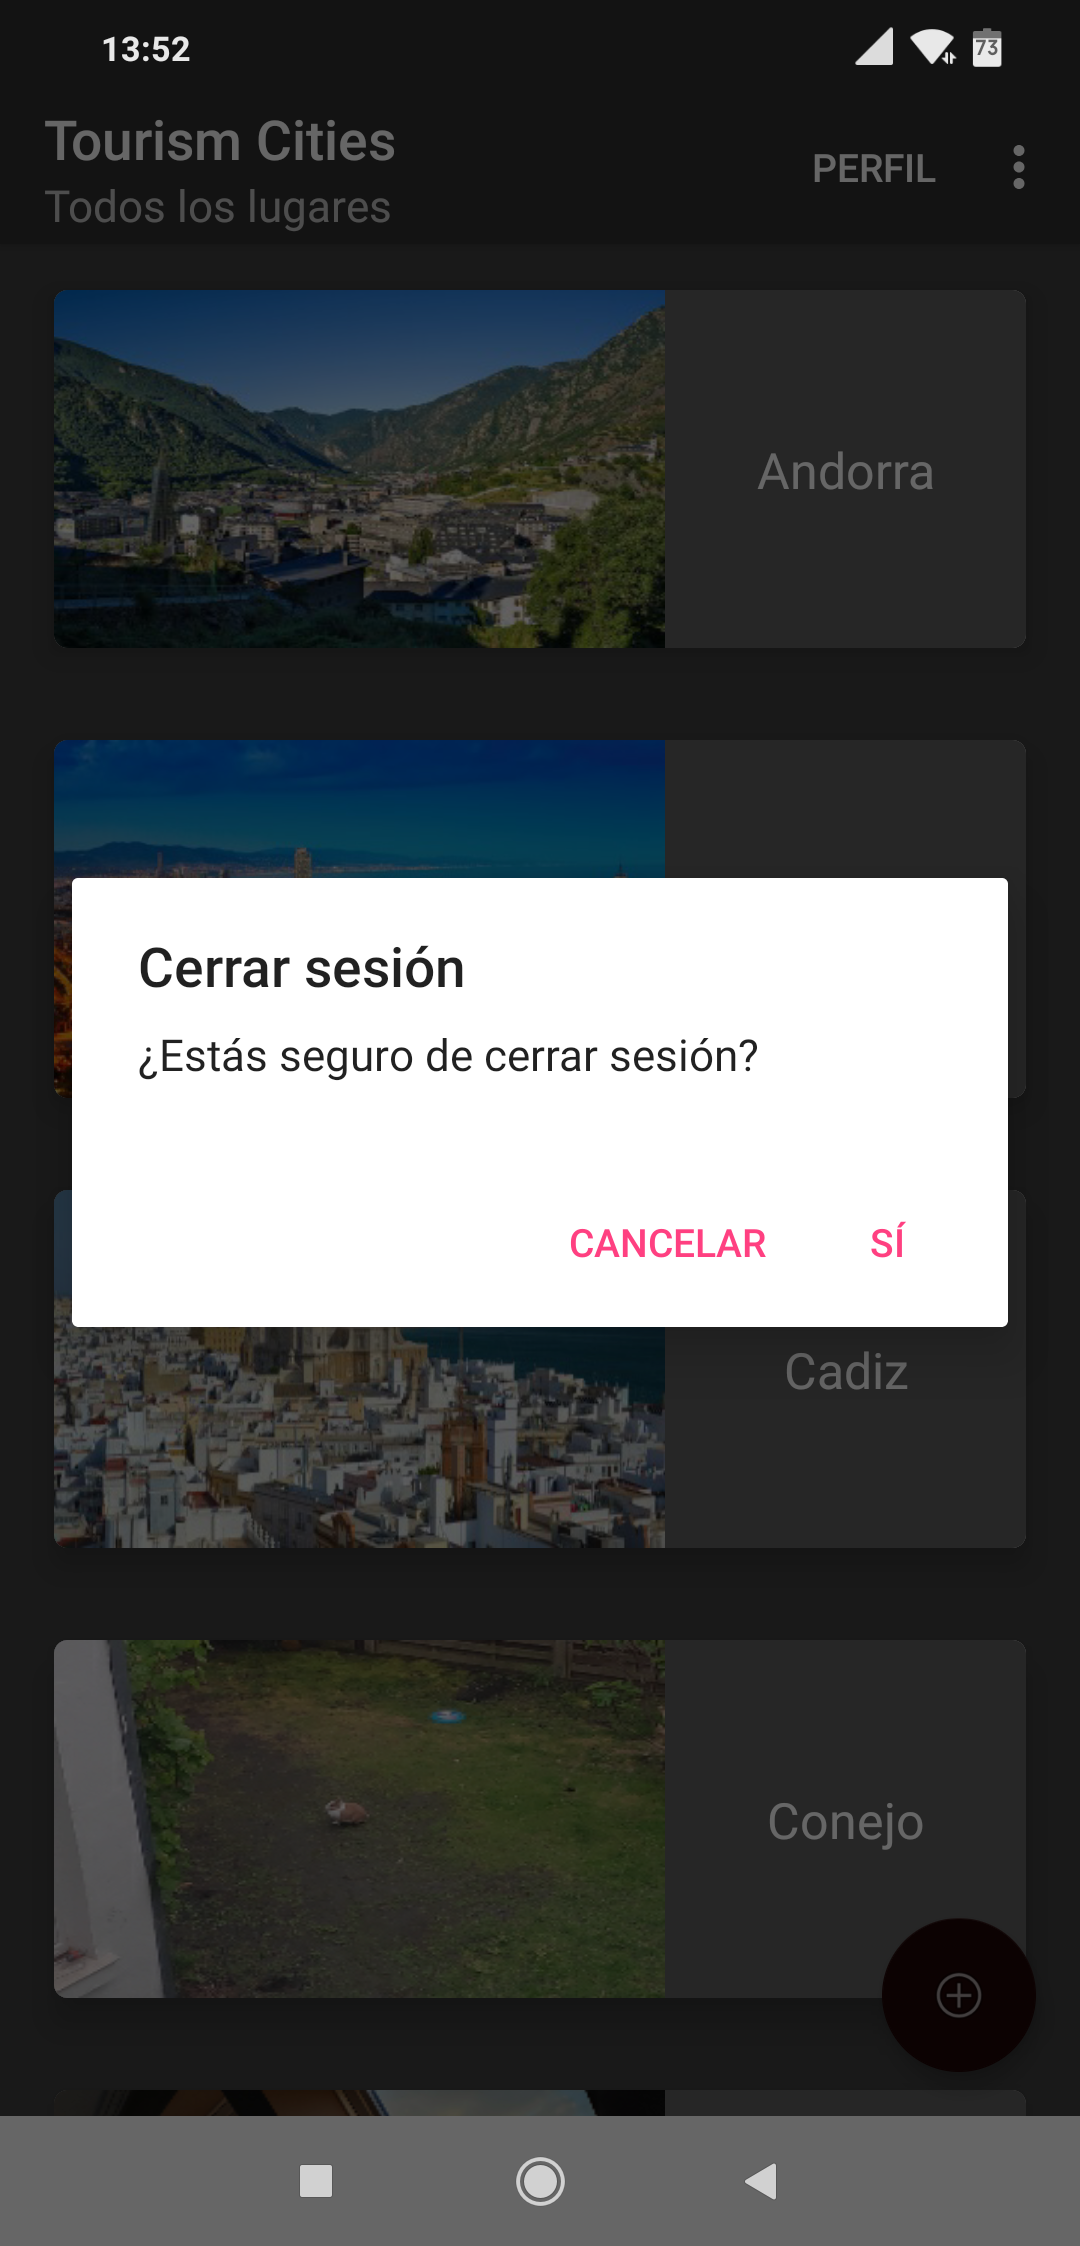 13:52
73
Tourism Cities
Todos los lugares
PERFIL
Andorra
Cerrar sesión
¿Estás seguro de cerrar sesión?
CANCELAR
SÍ
Cadiz
Conejo